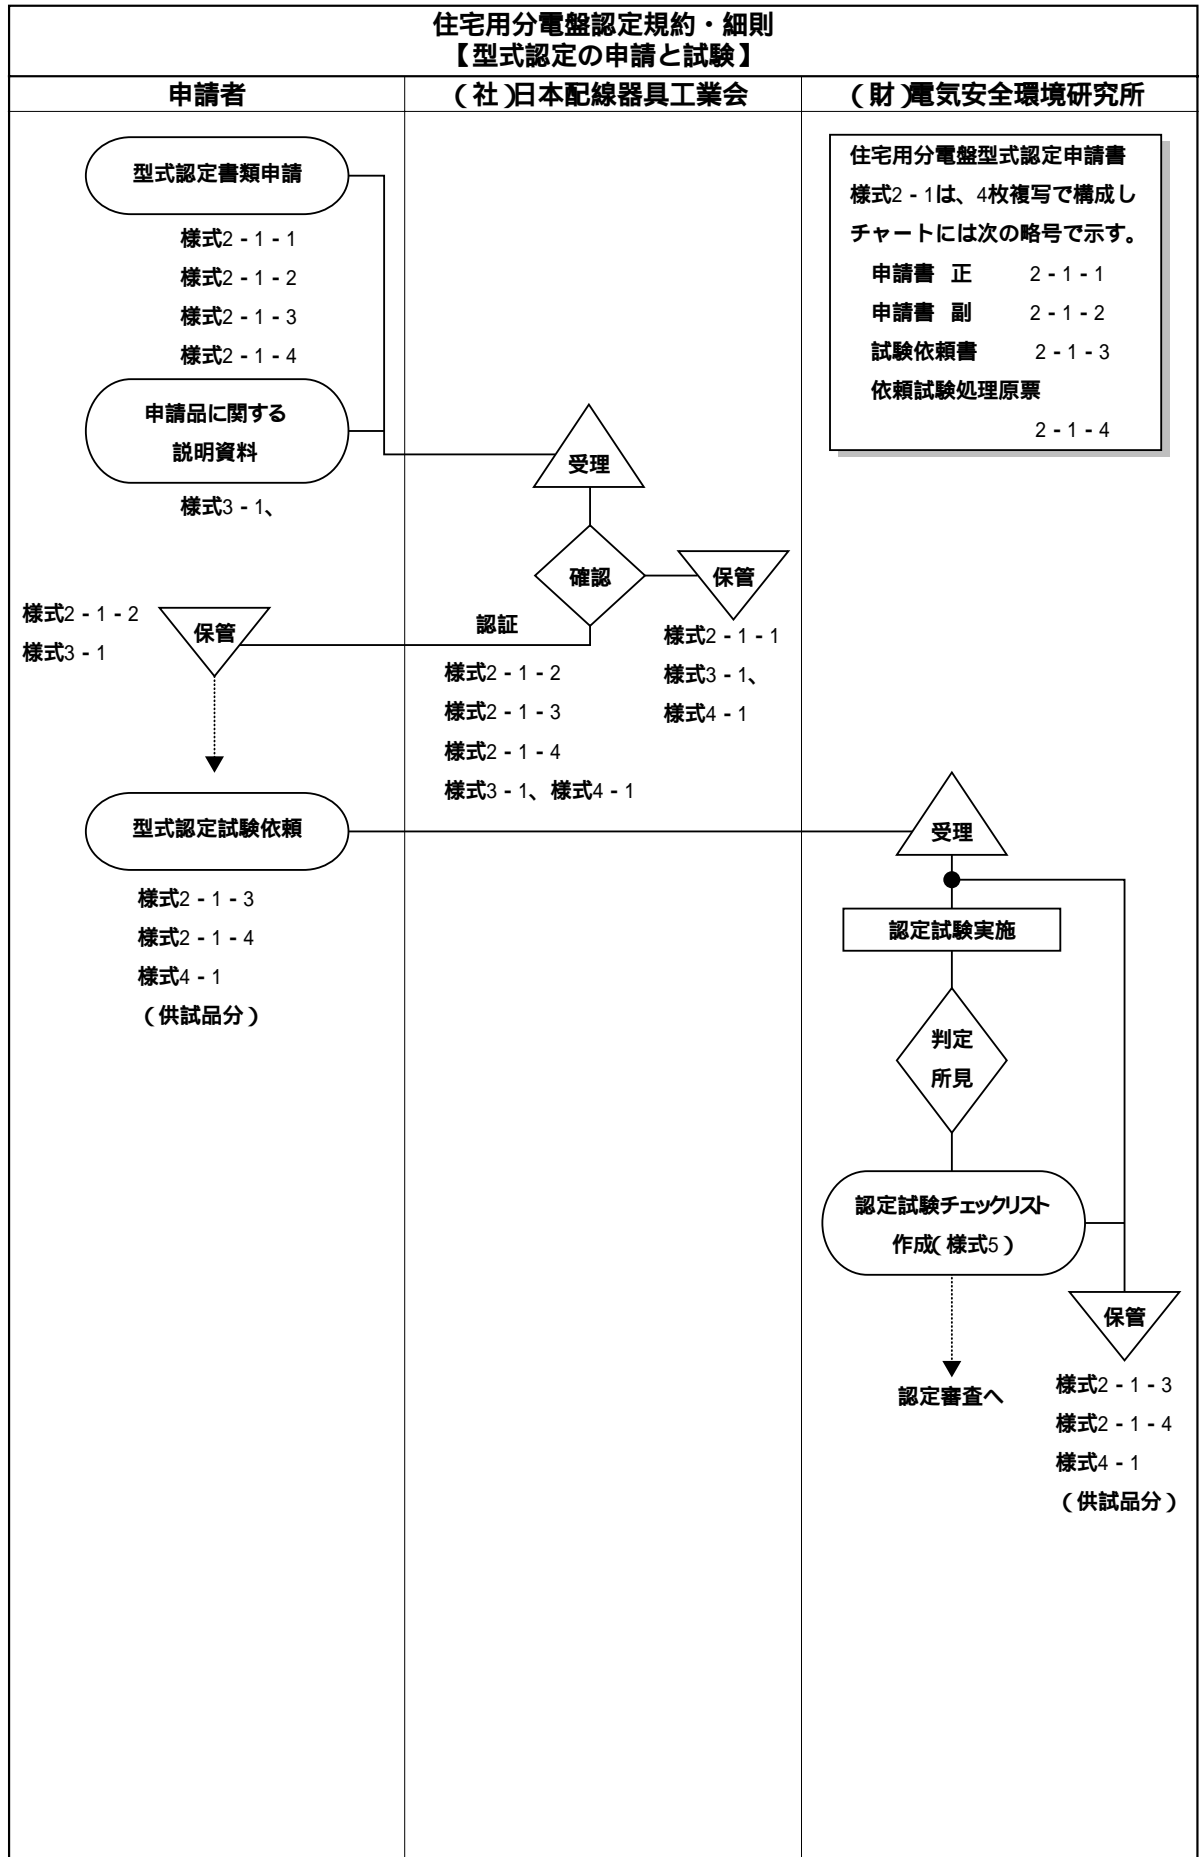 住宅用分電盤認定規約・細則
【型式認定の申請と試験】
申請者
（社）日本配線器具工業会
（財）電気安全環境研究所
型式認定書類申請
様式2‐1‐1
様式2‐1‐2
様式2‐1‐3
様式2‐1‐4
申請品に関する
説明資料
様式3‐1、
住宅用分電盤型式認定申請書
様式2‐1は、4枚複写で構成し
チャートには次の略号で示す。
申請書 正 2‐1‐1
申請書 副 2‐1‐2
試験依頼書 2‐1‐3
依頼試験処理原票
2‐1‐4
受理
確認
保管
様式2‐1‐1
様式3‐1、
様式4‐1
認証
様式2‐1‐2
様式2‐1‐3
様式2‐1‐4
様式3‐1、様式4‐1
様式2‐1‐2
様式3‐1
保管
型式認定試験依頼
様式2‐1‐3
様式2‐1‐4
様式4‐1
（供試品分）
受理
認定試験実施
判定
所見
認定試験チェックリスト
作成（様式5）
保管
認定審査へ
様式2‐1‐3
様式2‐1‐4
様式4‐1
（供試品分）